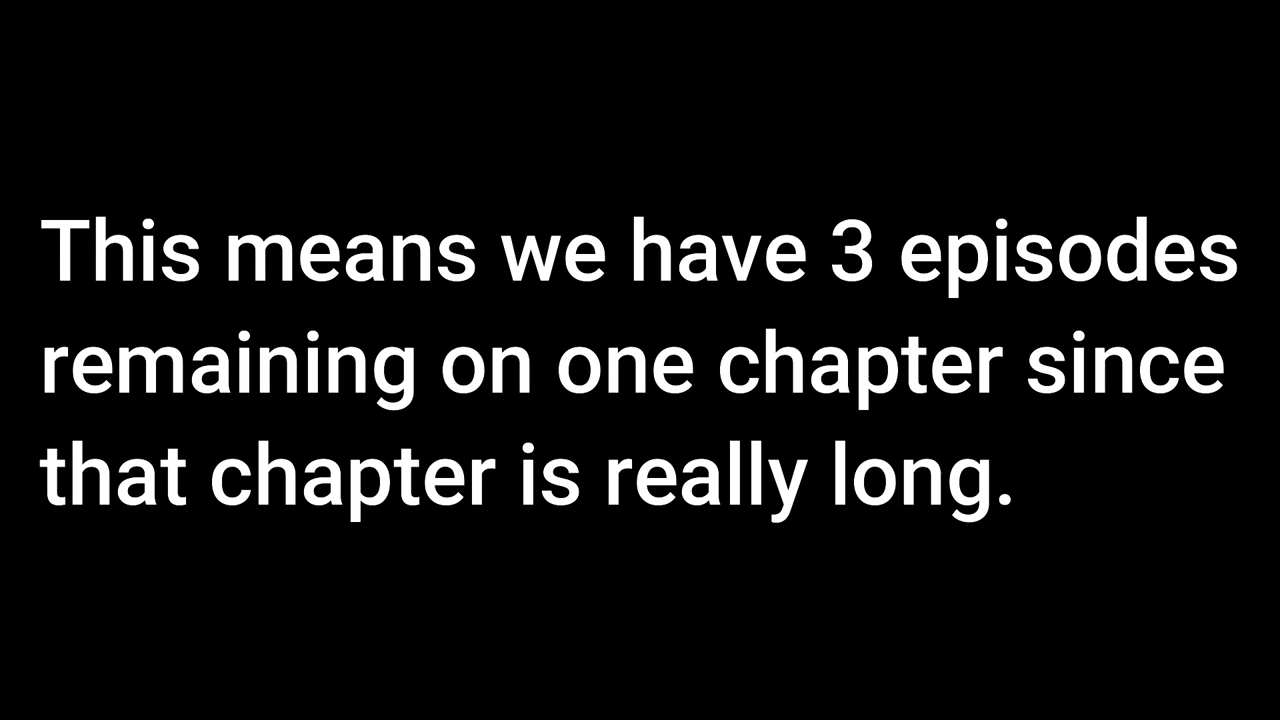 This means we have 3 episodes
remaining on one chapter since
that chapter is really long.